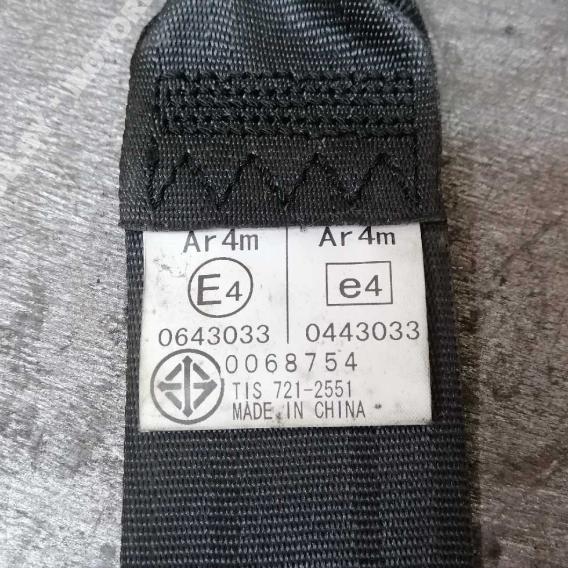 Ar4m Ar4m
E4 e4
0643033 0443033
0068754
TIS 721-2551
MADE IN CHINA